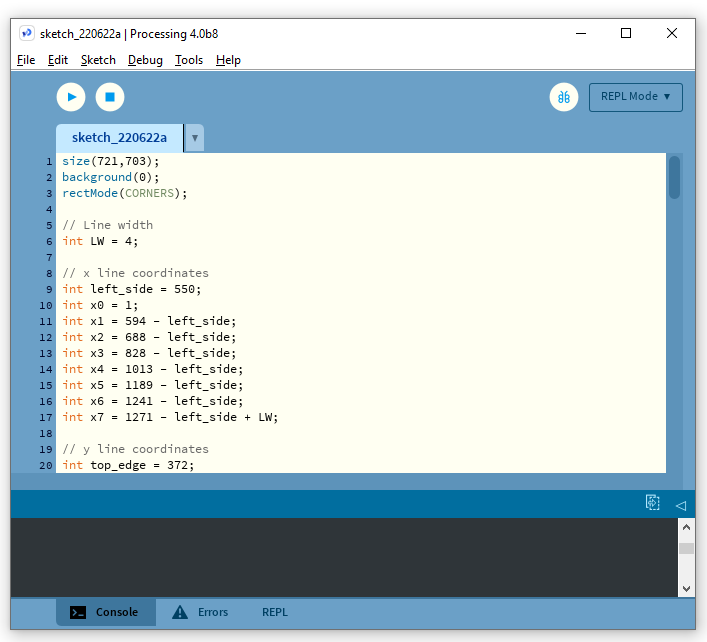 sketch_220622a | Processing 4.0b8
File Edit Sketch Debug Tools Help
REPL Mode ▼
sketch_220622a ▼
1 size(721,703);
2 background(0);
3 rectMode(CORNERS);
4
5 // Line width
6 int LW = 4;
7
8 // x line coordinates
9 int left_side = 550;
10 int x0 = 1;
11 int x1 = 594 - left_side;
12 int x2 = 688 - left_side;
13 int x3 = 828 - left_side;
14 int x4 = 1013 - left_side;
15 int x5 = 1189 - left_side;
16 int x6 = 1241 - left_side;
17 int x7 = 1271 - left_side + LW;
18
19 // y line coordinates
20 int top_edge = 372;
Console Errors REPL